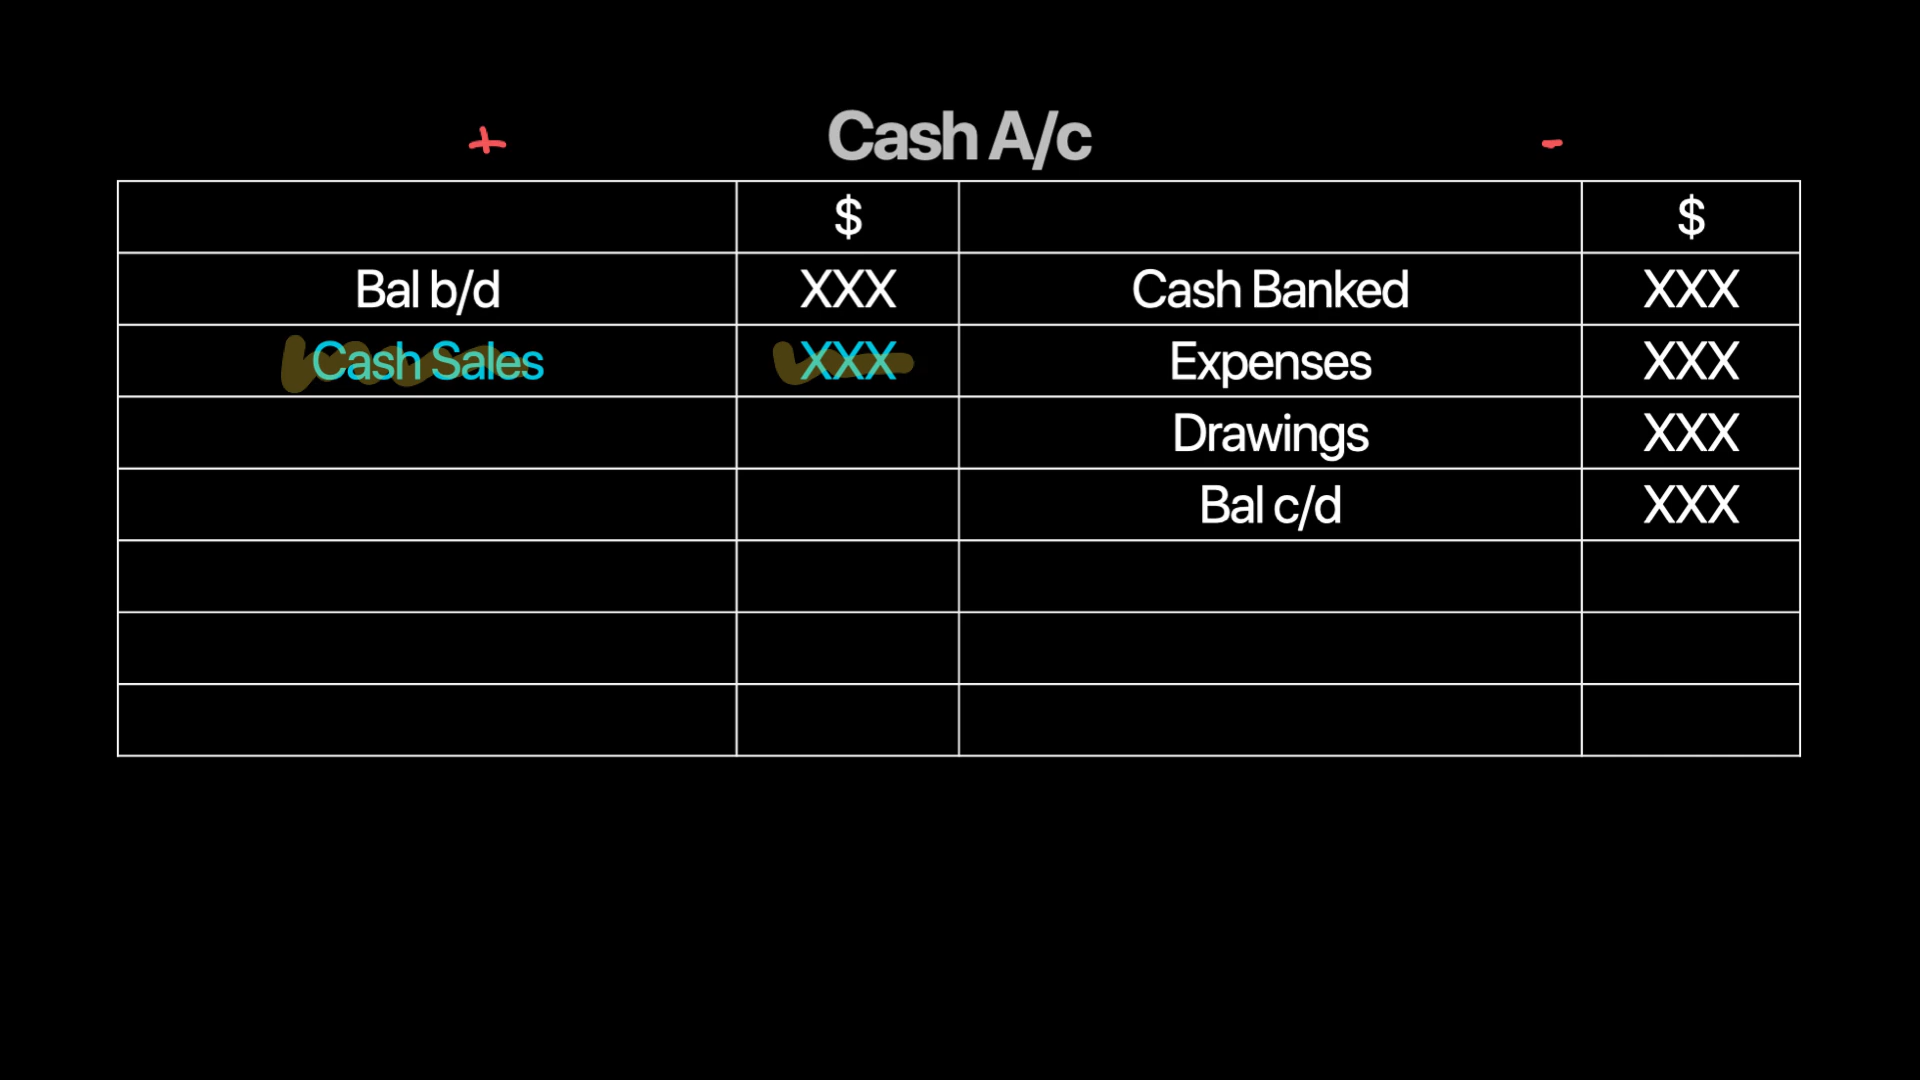 + Cash A/c -
$ $
Bal b/d XXX Cash Banked XXX
Cash Sales XXX Expenses XXX
Drawings XXX
Bal c/d XXX